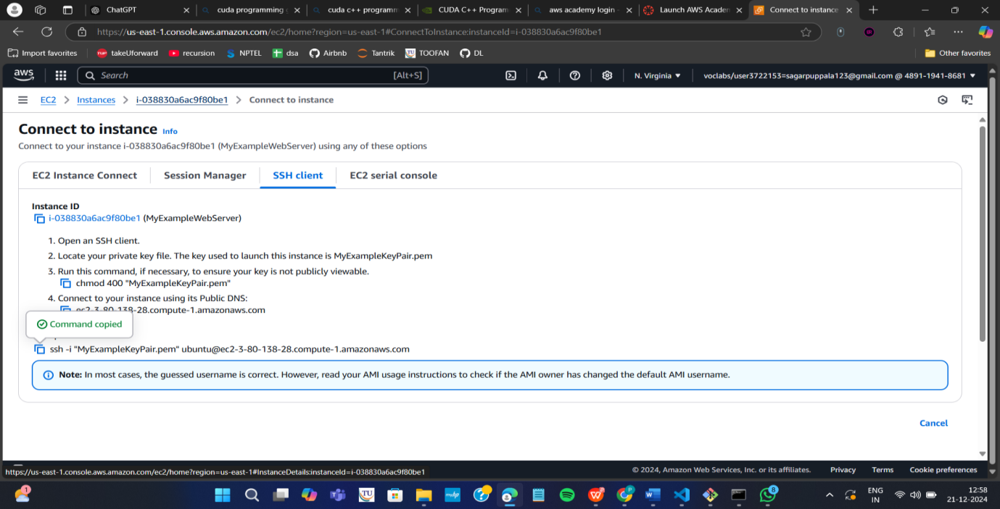 ChatGPT
cuda programming
cuda c++ programm
CUDA C++ Program
aws academy login -
Launch AWS Academ
Connect to instance
https://us-east-1.console.aws.amazon.com/ec2/home?region=us-east-1#ConnectToInstance:instanceId=i-038830a6ac9f80be1
Import favorites
takeUforward
recursion
NPTEL
dsa
Airbnb
Tantrik
TU
TOOFAN
DL
Other favorites
aws
Search
[Alt+S]
N. Virginia
voclabs/user3722153=sagarpuppala123@gmail.com @ 4891-1941-8681
EC2
Instances
i-038830a6ac9f80be1
Connect to instance
Connect to instance Info
Connect to your instance i-038830a6ac9f80be1 (MyExampleWebServer) using any of these options
EC2 Instance Connect
Session Manager
SSH client
EC2 serial console
Instance ID
i-038830a6ac9f80be1 (MyExampleWebServer)
1. Open an SSH client.
2. Locate your private key file. The key used to launch this instance is MyExampleKeyPair.pem
3. Run this command, if necessary, to ensure your key is not publicly viewable.
chmod 400 "MyExampleKeyPair.pem"
4. Connect to your instance using its Public DNS:
ec2-3-80-138-28.compute-1.amazonaws.com
Command copied
ssh -i "MyExampleKeyPair.pem" ubuntu@ec2-3-80-138-28.compute-1.amazonaws.com
Note: In most cases, the guessed username is correct. However, read your AMI usage instructions to check if the AMI owner has changed the default AMI username.
Cancel
https://us-east-1.console.aws.amazon.com/ec2/home?region=us-east-1#InstanceDetails:instanceId=i-038830a6ac9f80be1
© 2024, Amazon Web Services, Inc. or its affiliates.
Privacy
Terms
Cookie preferences
1
TU
myhp
8
ENG
IN
12:58
21-12-2024